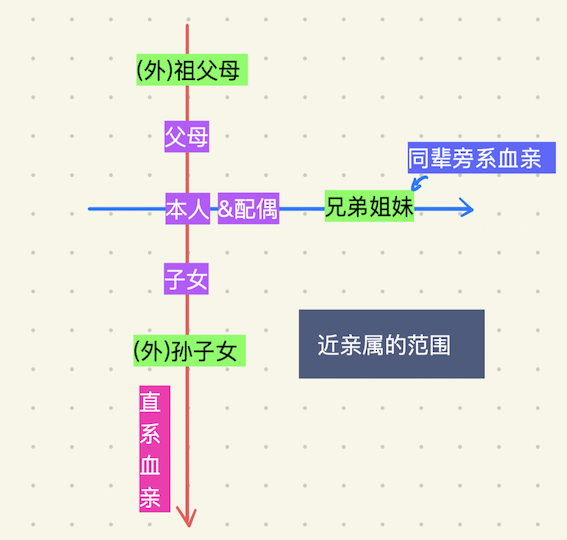 (外)祖父母
父母
同辈旁系血亲
本人 &配偶
兄弟姐妹
子女
(外)孙子女
近亲属的范围
直系血亲